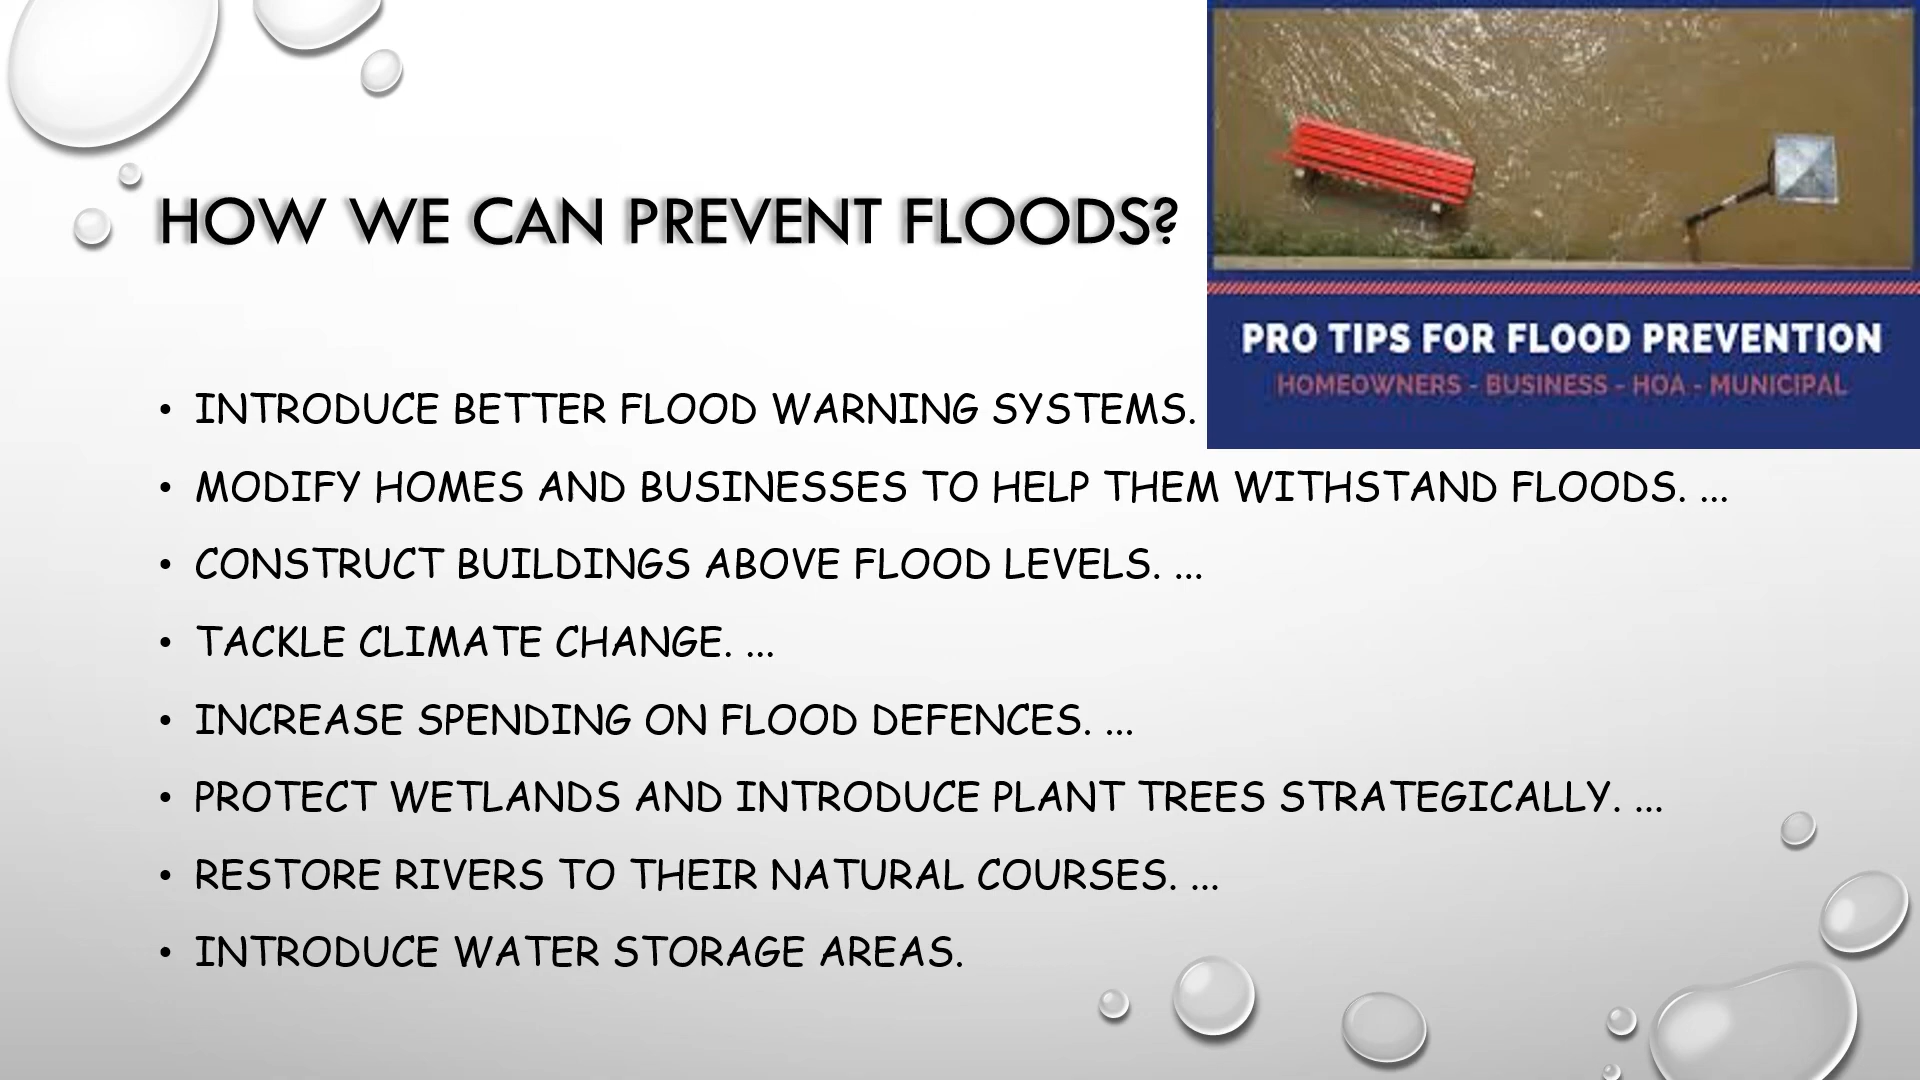 HOW WE CAN PREVENT FLOODS?
PRO TIPS FOR FLOOD PREVENTION
HOMEOWNERS - BUSINESS - HOA - MUNICIPAL
• INTRODUCE BETTER FLOOD WARNING SYSTEMS.
• MODIFY HOMES AND BUSINESSES TO HELP THEM WITHSTAND FLOODS. ...
• CONSTRUCT BUILDINGS ABOVE FLOOD LEVELS. ...
• TACKLE CLIMATE CHANGE. ...
• INCREASE SPENDING ON FLOOD DEFENCES. ...
• PROTECT WETLANDS AND INTRODUCE PLANT TREES STRATEGICALLY. ...
• RESTORE RIVERS TO THEIR NATURAL COURSES. ...
• INTRODUCE WATER STORAGE AREAS.